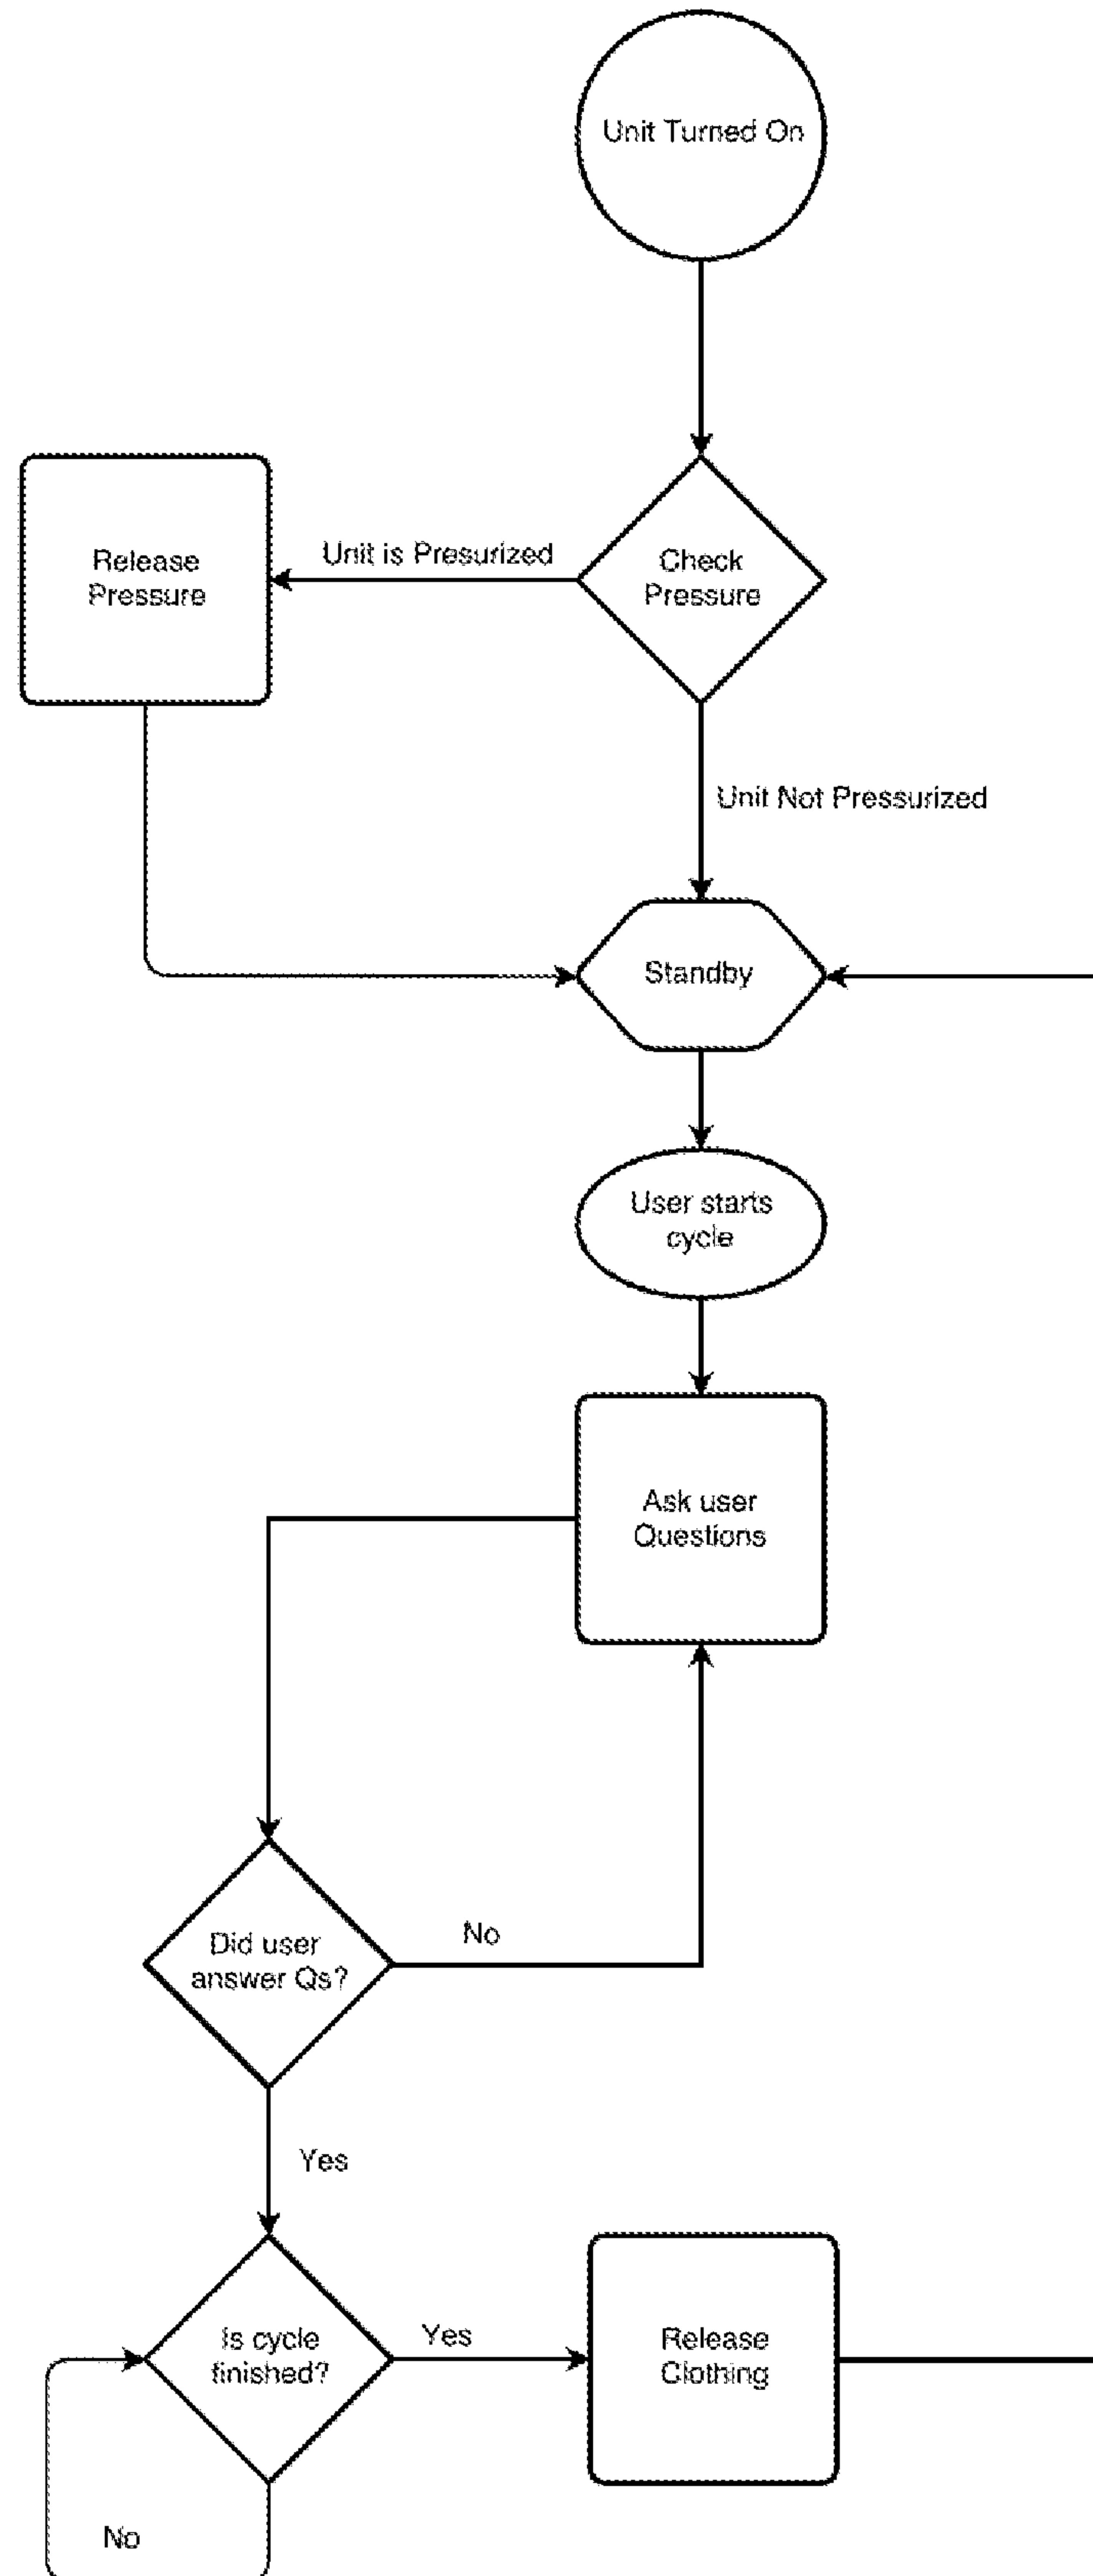 Unit Turned On
Unit is Presurized
Check
Pressure
Release
Pressure
Unit Not Pressurized
Standby
User starts
cycle
Ask user
Questions
Did user
answer Qs?
No
Yes
Is cycle
finished?
Yes
Release
Clothing
No